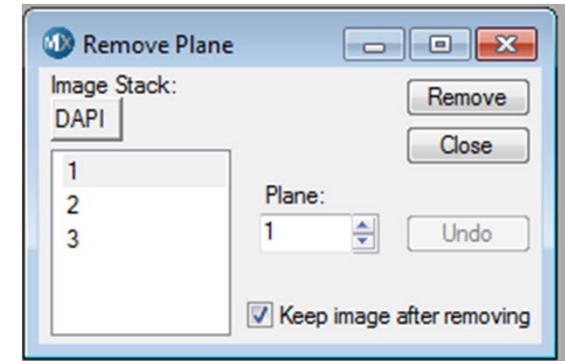 MX Remove Plane
Image Stack:
DAPI
Remove
Close
1
2
3
Plane:
1
Undo
Keep image after removing